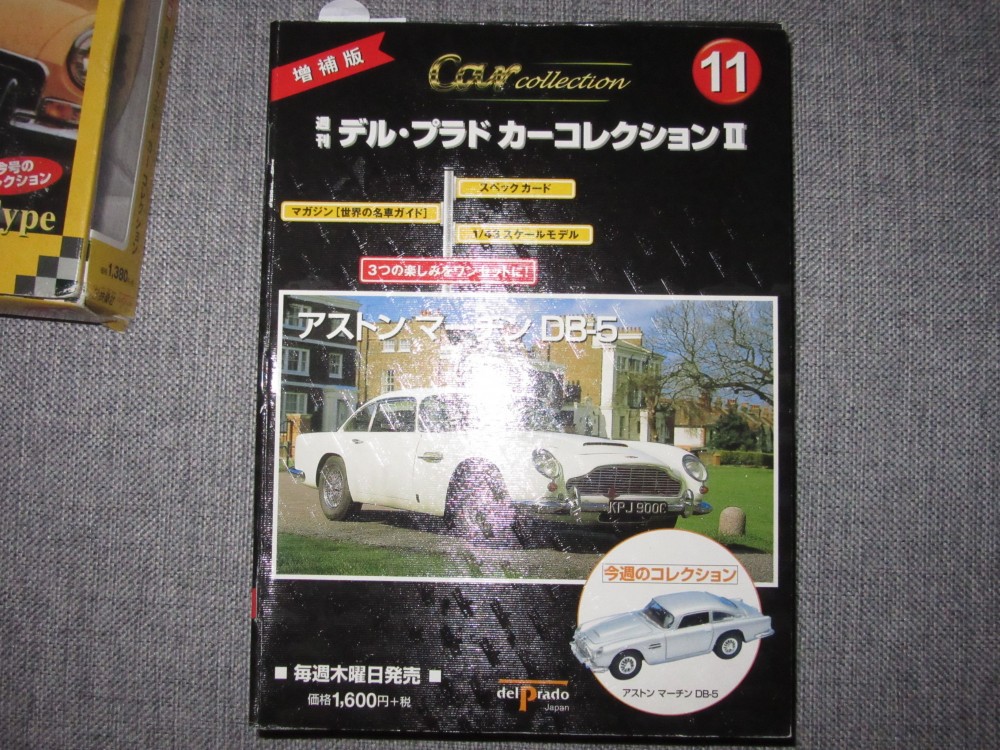 増補版
Car collection
11
週刊 デル・プラド カーコレクションⅡ
スペックカード
マガジン[世界の名車ガイド]
1/43 スケールモデル
3つの楽しみをワンセットに!
アストン マーチン DB-5
KPJ 900C
今週のコレクション
アストン マーチン DB-5
■ 毎週木曜日発売 ■
価格1,600円+税
del Prado
Japan
今号の
クション
Type
1,380